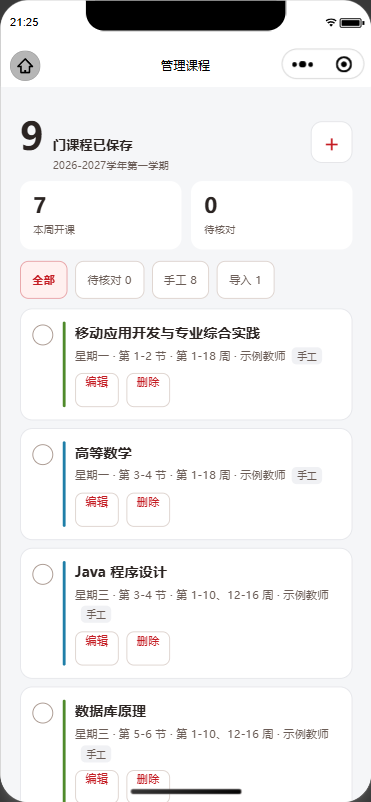 21:25
管理课程
9 门课程已保存
2026-2027学年第一学期
+
7
本周开课
0
待核对
全部 待核对 0 手工 8 导入 1
移动应用开发与专业综合实践
星期一 · 第 1-2 节 · 第 1-18 周 · 示例教师 手工
编辑 删除
高等数学
星期一 · 第 3-4 节 · 第 1-18 周 · 示例教师 手工
编辑 删除
Java 程序设计
星期三 · 第 3-4 节 · 第 1-10、12-16 周 · 示例教师
手工
编辑 删除
数据库原理
星期三 · 第 5-6 节 · 第 1-10、12-16 周 · 示例教师
手工
编辑 删除